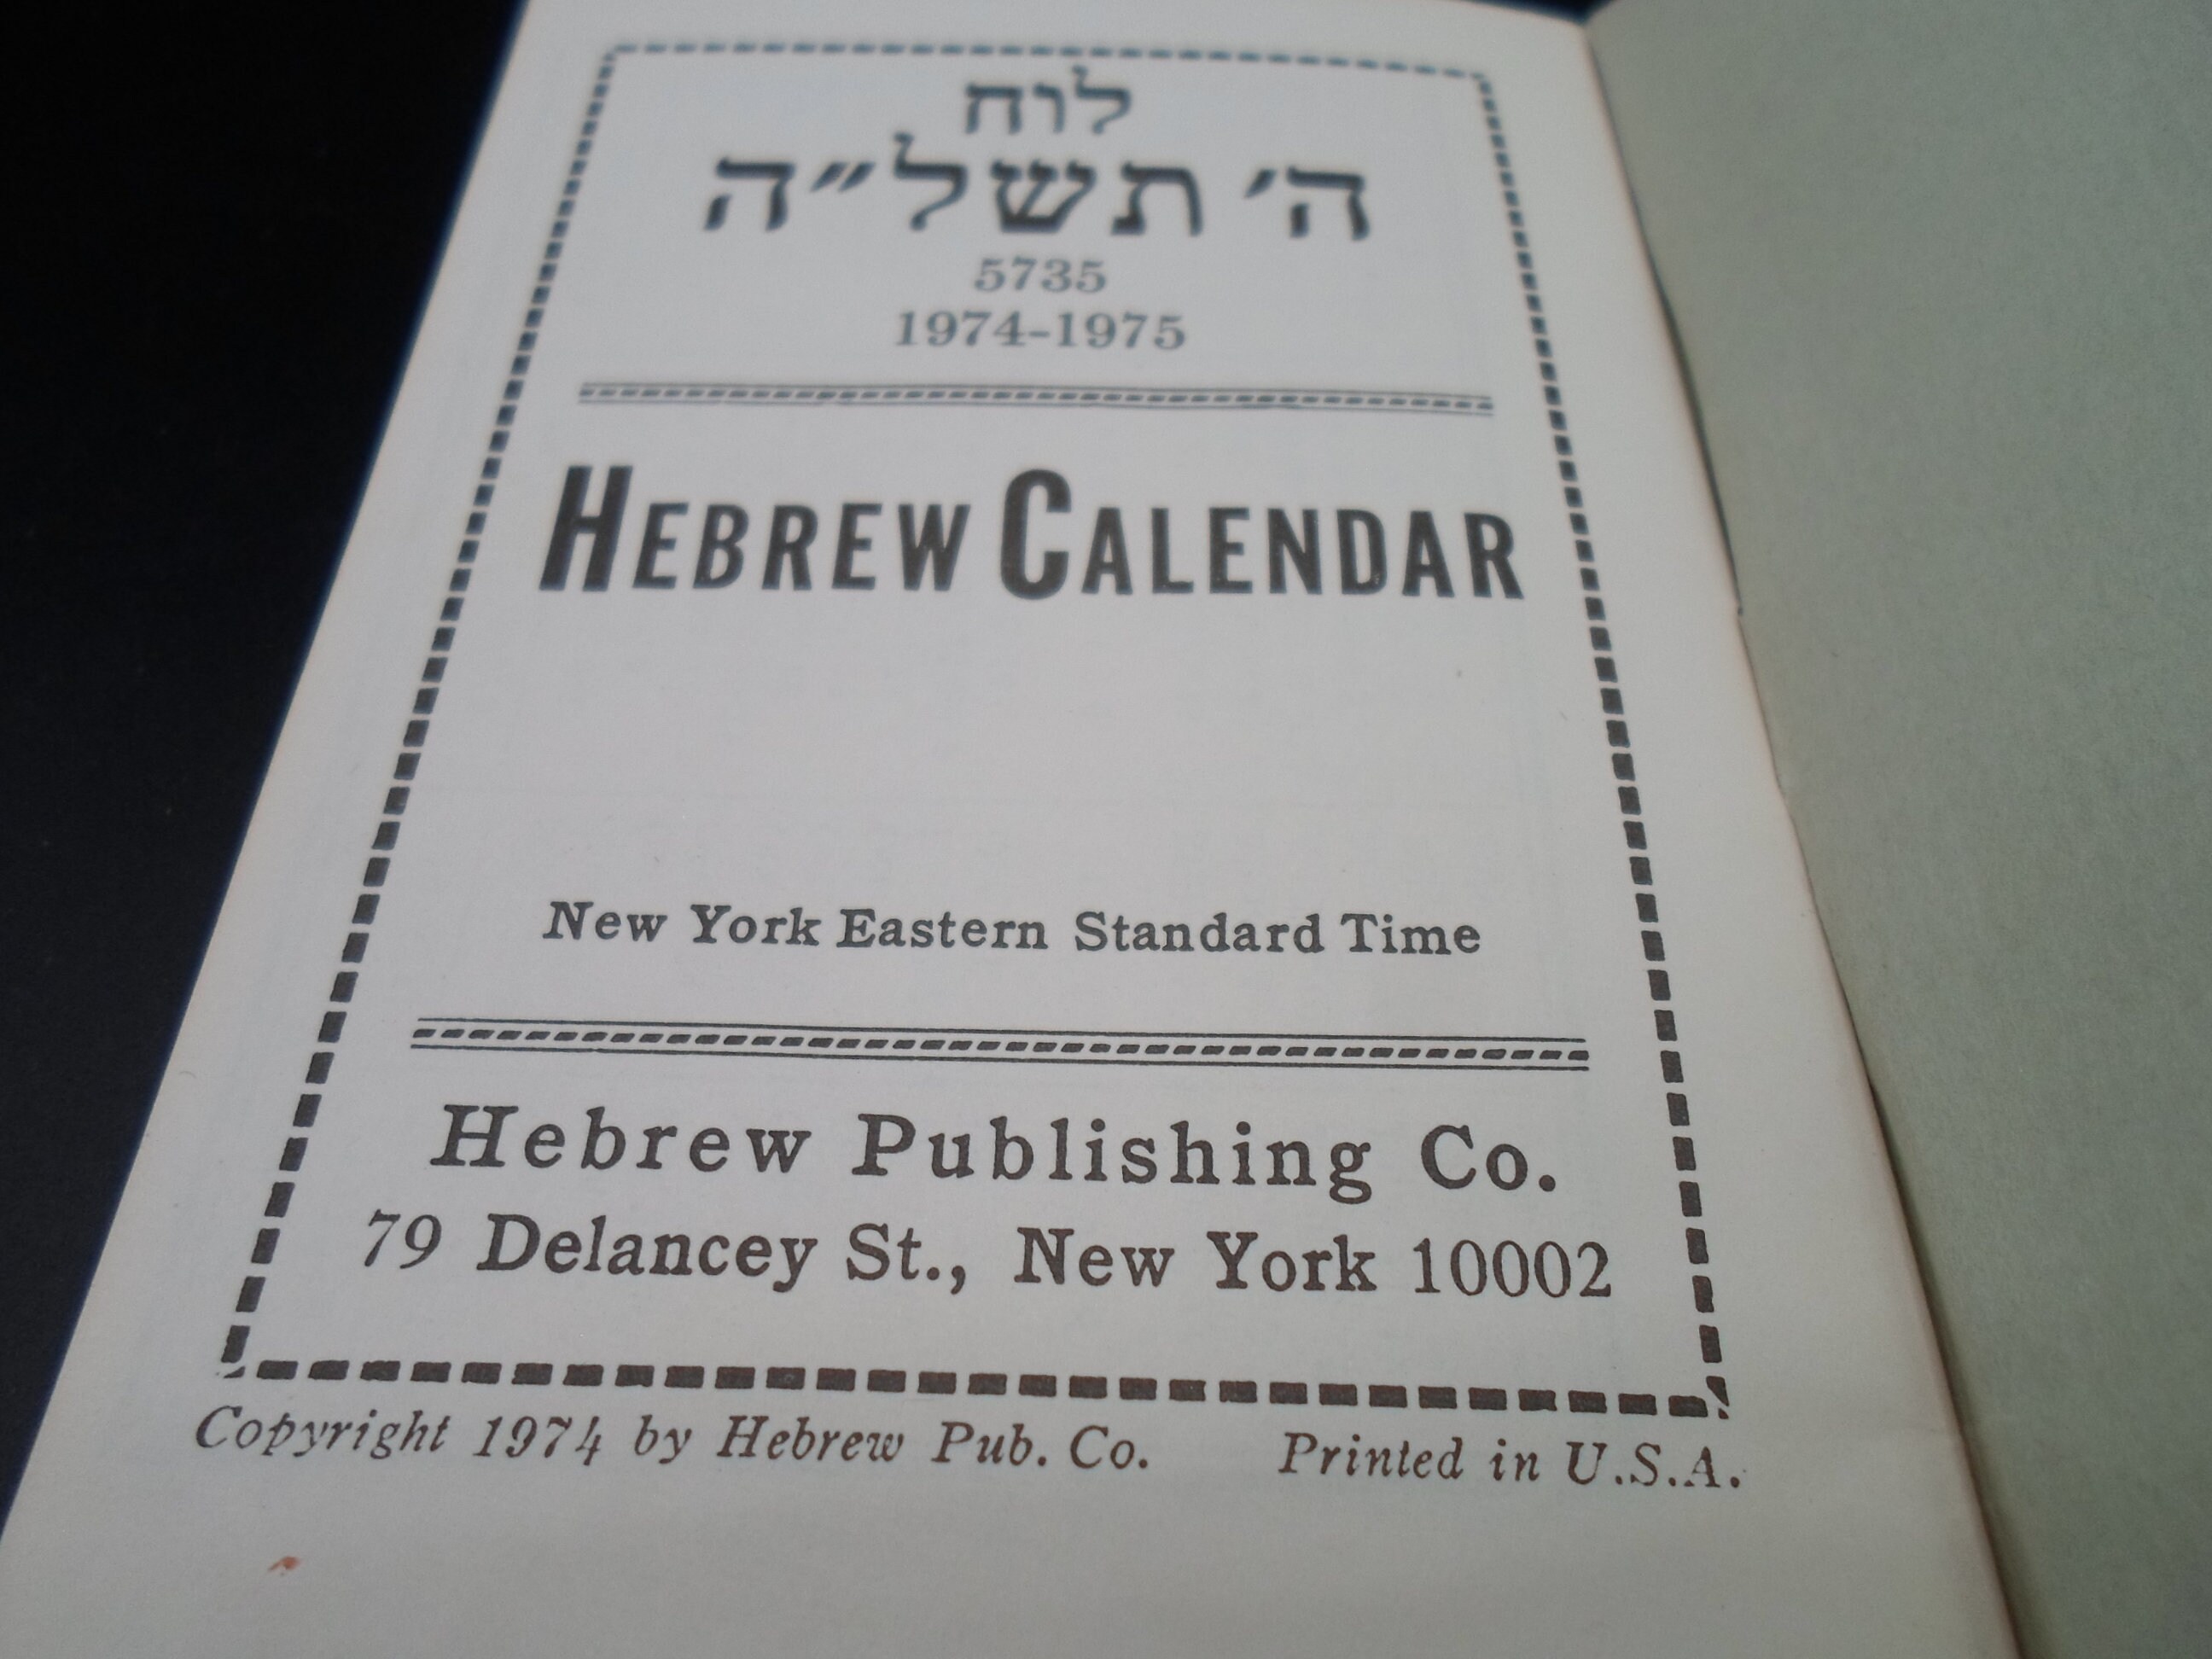 לוח
ה׳ תשל״ה
5735
1974-1975
HEBREW CALENDAR
New York Eastern Standard Time
Hebrew Publishing Co.
79 Delancey St., New York 10002
Copyright 1974 by Hebrew Pub. Co. Printed in U.S.A.